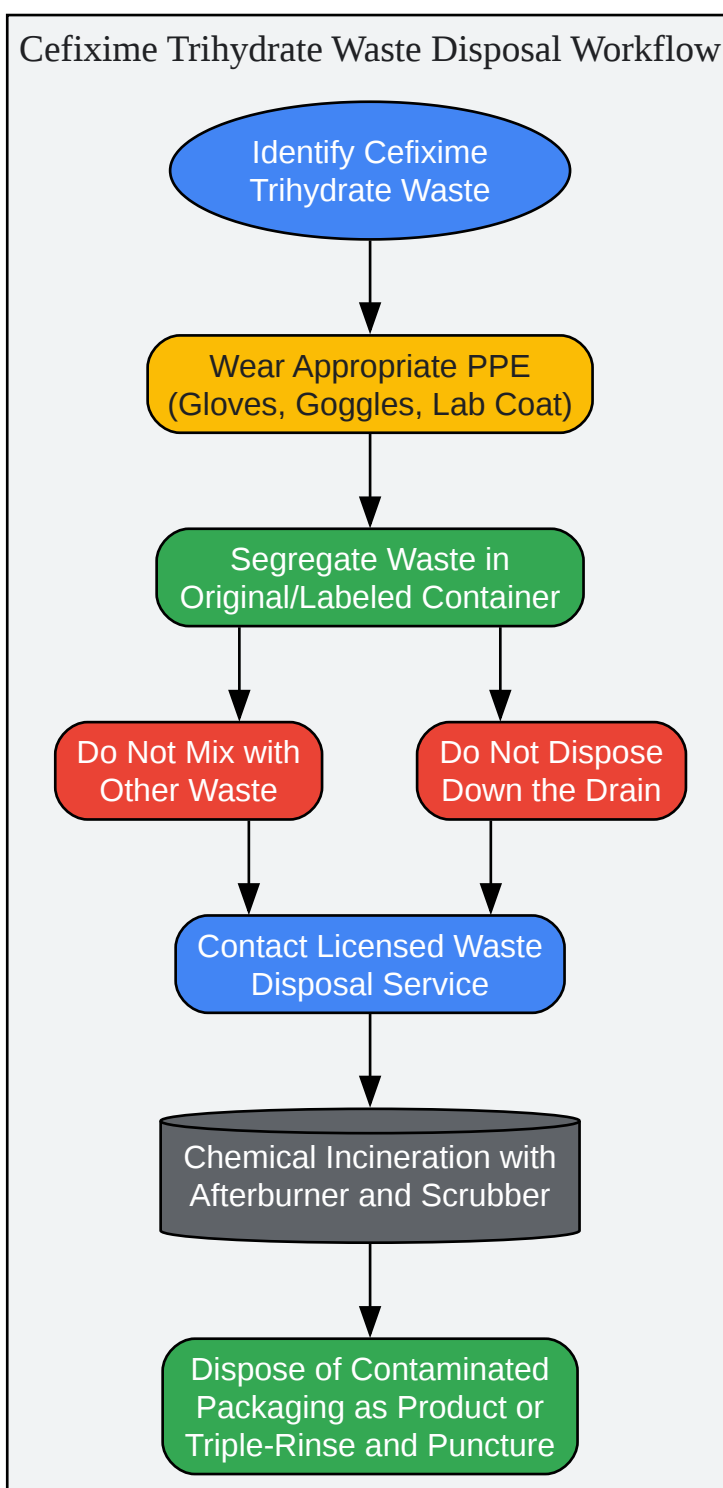 Cefixime Trihydrate Waste Disposal Workflow
Identify Cefixime
Trihydrate Waste
Wear Appropriate PPE
(Gloves, Goggles, Lab Coat)
Segregate Waste in
Original/Labeled Container
Do Not Mix with
Other Waste
Do Not Dispose
Down the Drain
Contact Licensed Waste
Disposal Service
Chemical Incineration with
Afterburner and Scrubber
Dispose of Contaminated
Packaging as Product or
Triple-Rinse and Puncture